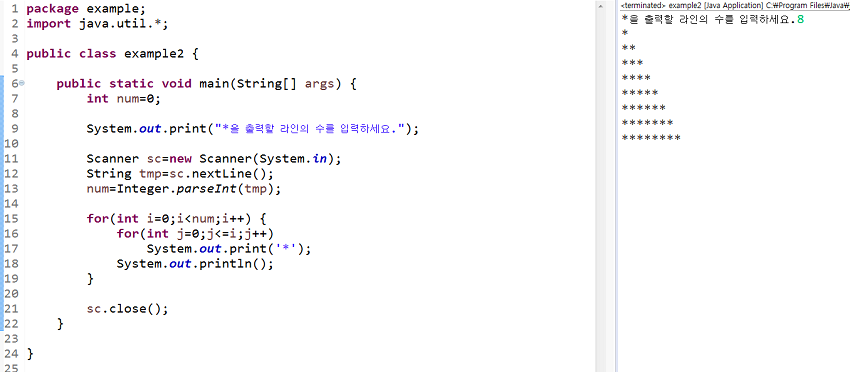 1 package example;
2 import java.util.*;
3
4 public class example2 {
5
6 public static void main(String[] args) {
7 int num=0;
8
9 System.out.print("*을 출력할 라인의 수를 입력하세요.");
10
11 Scanner sc=new Scanner(System.in);
12 String tmp=sc.nextLine();
13 num=Integer.parseInt(tmp);
14
15 for(int i=0;i<num;i++) {
16 for(int j=0;j<=i;j++)
17 System.out.print('*');
18 System.out.println();
19 }
20
21 sc.close();
22 }
23
24 }
25
<terminated> example2 [Java Application] C:₩Program Files₩Java₩
*을 출력할 라인의 수를 입력하세요.8
*
**
***
****
*****
******
*******
********